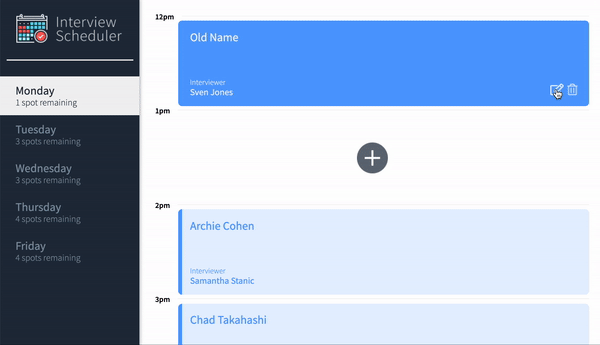 Interview
Scheduler
Monday
1 spot remaining
Tuesday
3 spots remaining
Wednesday
3 spots remaining
Thursday
4 spots remaining
Friday
4 spots remaining
12pm
Old Name
Interviewer
Sven Jones
1pm
2pm
Archie Cohen
Interviewer
Samantha Stanic
3pm
Chad Takahashi